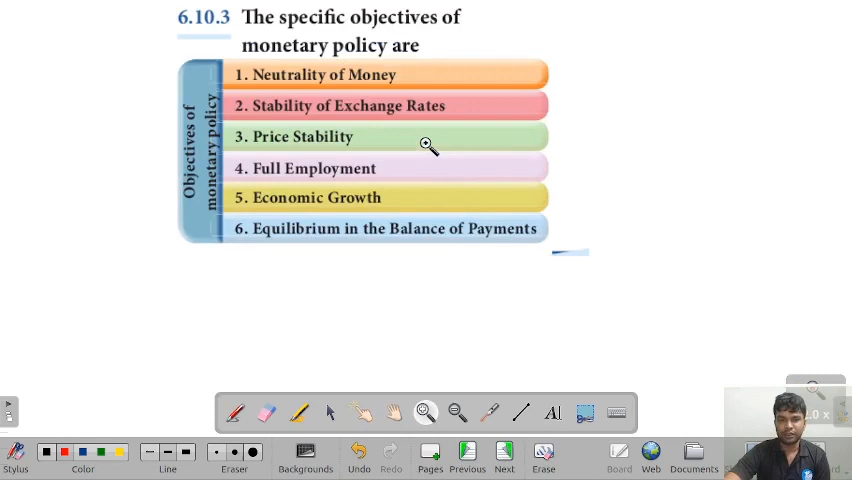 6.10.3 The specific objectives of
monetary policy are
Objectives of
monetary policy
1. Neutrality of Money
2. Stability of Exchange Rates
3. Price Stability
4. Full Employment
5. Economic Growth
6. Equilibrium in the Balance of Payments
.0 x
Stylus
Color
Line
Eraser
Backgrounds
Undo
Redo
Pages
Previous
Next
Erase
Board
Web
Documents